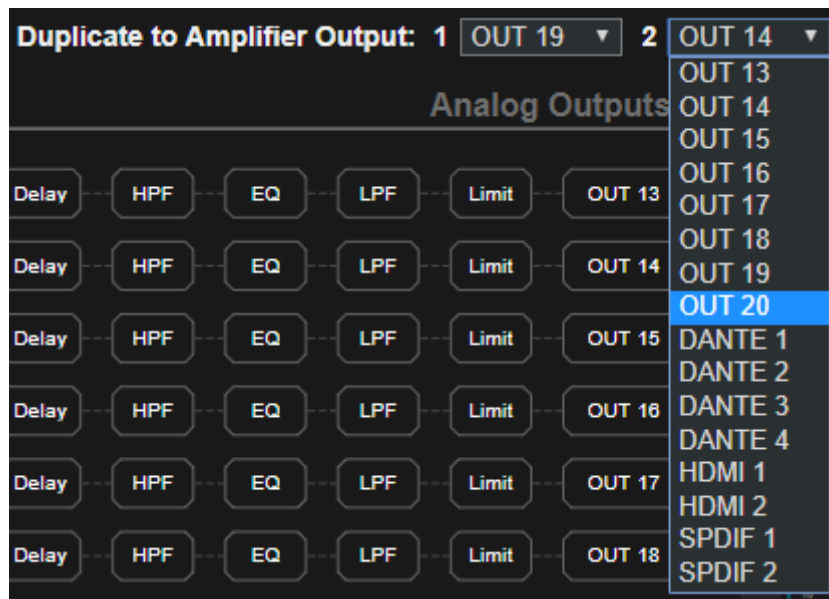 Duplicate to Amplifier Output: 1 OUT 19 ▼ 2 OUT 14 ▼
Analog Outputs
OUT 13
OUT 14
OUT 15
OUT 16
OUT 17
OUT 18
OUT 19
OUT 20
DANTE 1
DANTE 2
DANTE 3
DANTE 4
HDMI 1
HDMI 2
SPDIF 1
SPDIF 2
Delay HPF EQ LPF Limit OUT 13
Delay HPF EQ LPF Limit OUT 14
Delay HPF EQ LPF Limit OUT 15
Delay HPF EQ LPF Limit OUT 16
Delay HPF EQ LPF Limit OUT 17
Delay HPF EQ LPF Limit OUT 18